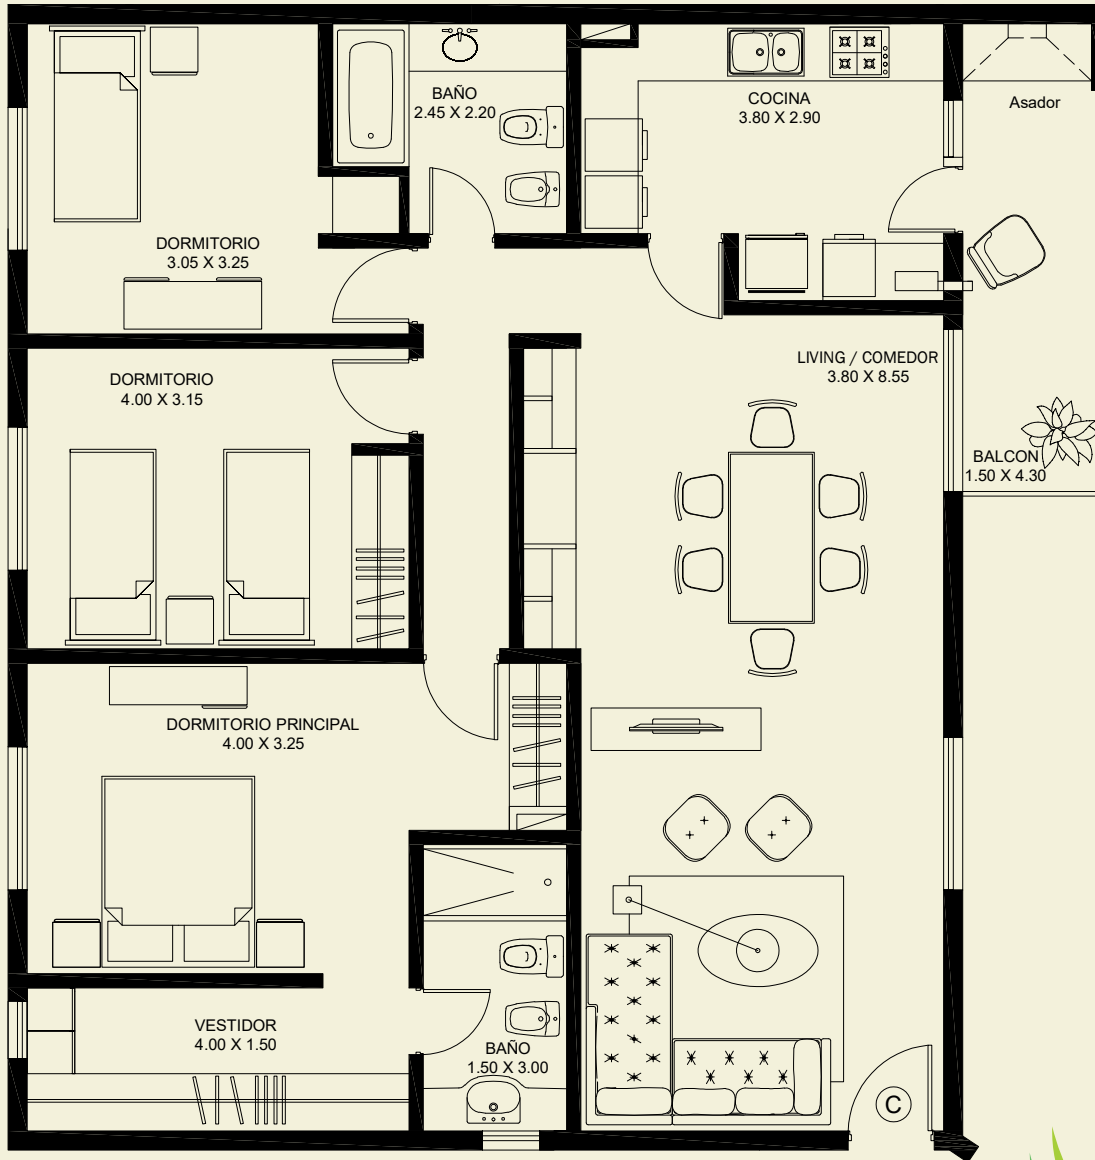 BAÑO
2.45 X 2.20
COCINA
3.80 X 2.90
Asador
DORMITORIO
3.05 X 3.25
LIVING / COMEDOR
3.80 X 8.55
DORMITORIO
4.00 X 3.15
BALCON
1.50 X 4.30
DORMITORIO PRINCIPAL
4.00 X 3.25
VESTIDOR
4.00 X 1.50
BAÑO
1.50 X 3.00
C